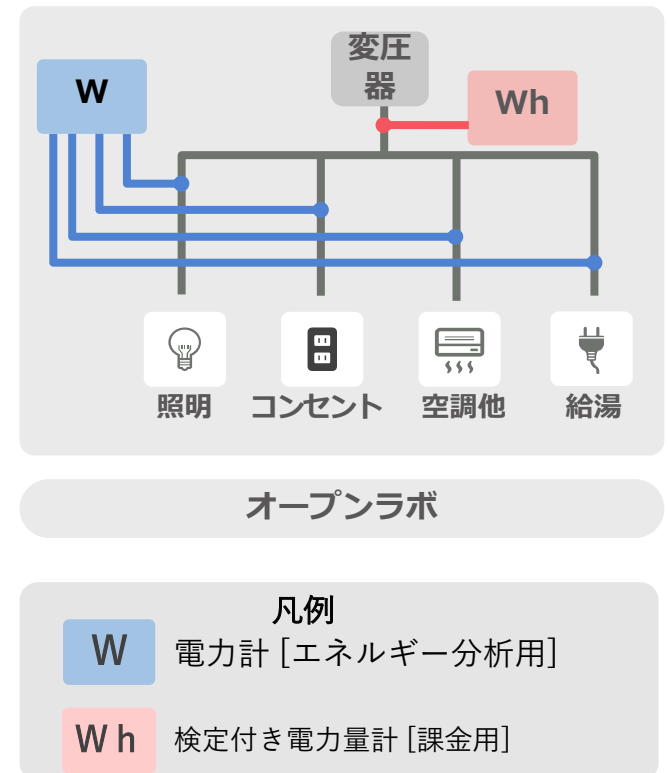 変圧
器
W
Wh
照明 コンセント 空調他 給湯
オープンラボ
凡例
W 電力計 [エネルギー分析用]
Wh 検定付き電力量計 [課金用]